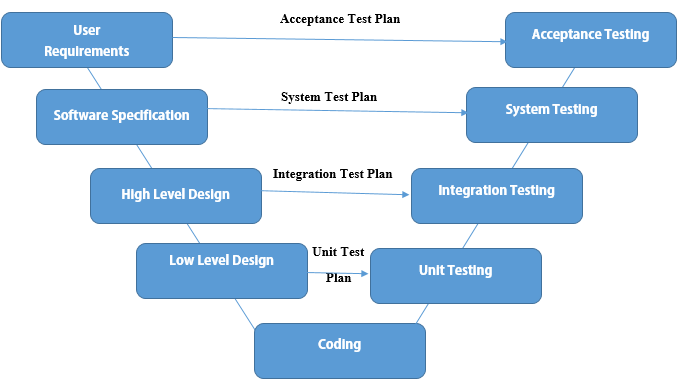 Acceptance Test Plan
User
Requirements
Acceptance Testing
System Test Plan
Software Specification
System Testing
Integration Test Plan
High Level Design
Integration Testing
Unit Test
Plan
Low Level Design
Unit Testing
Coding